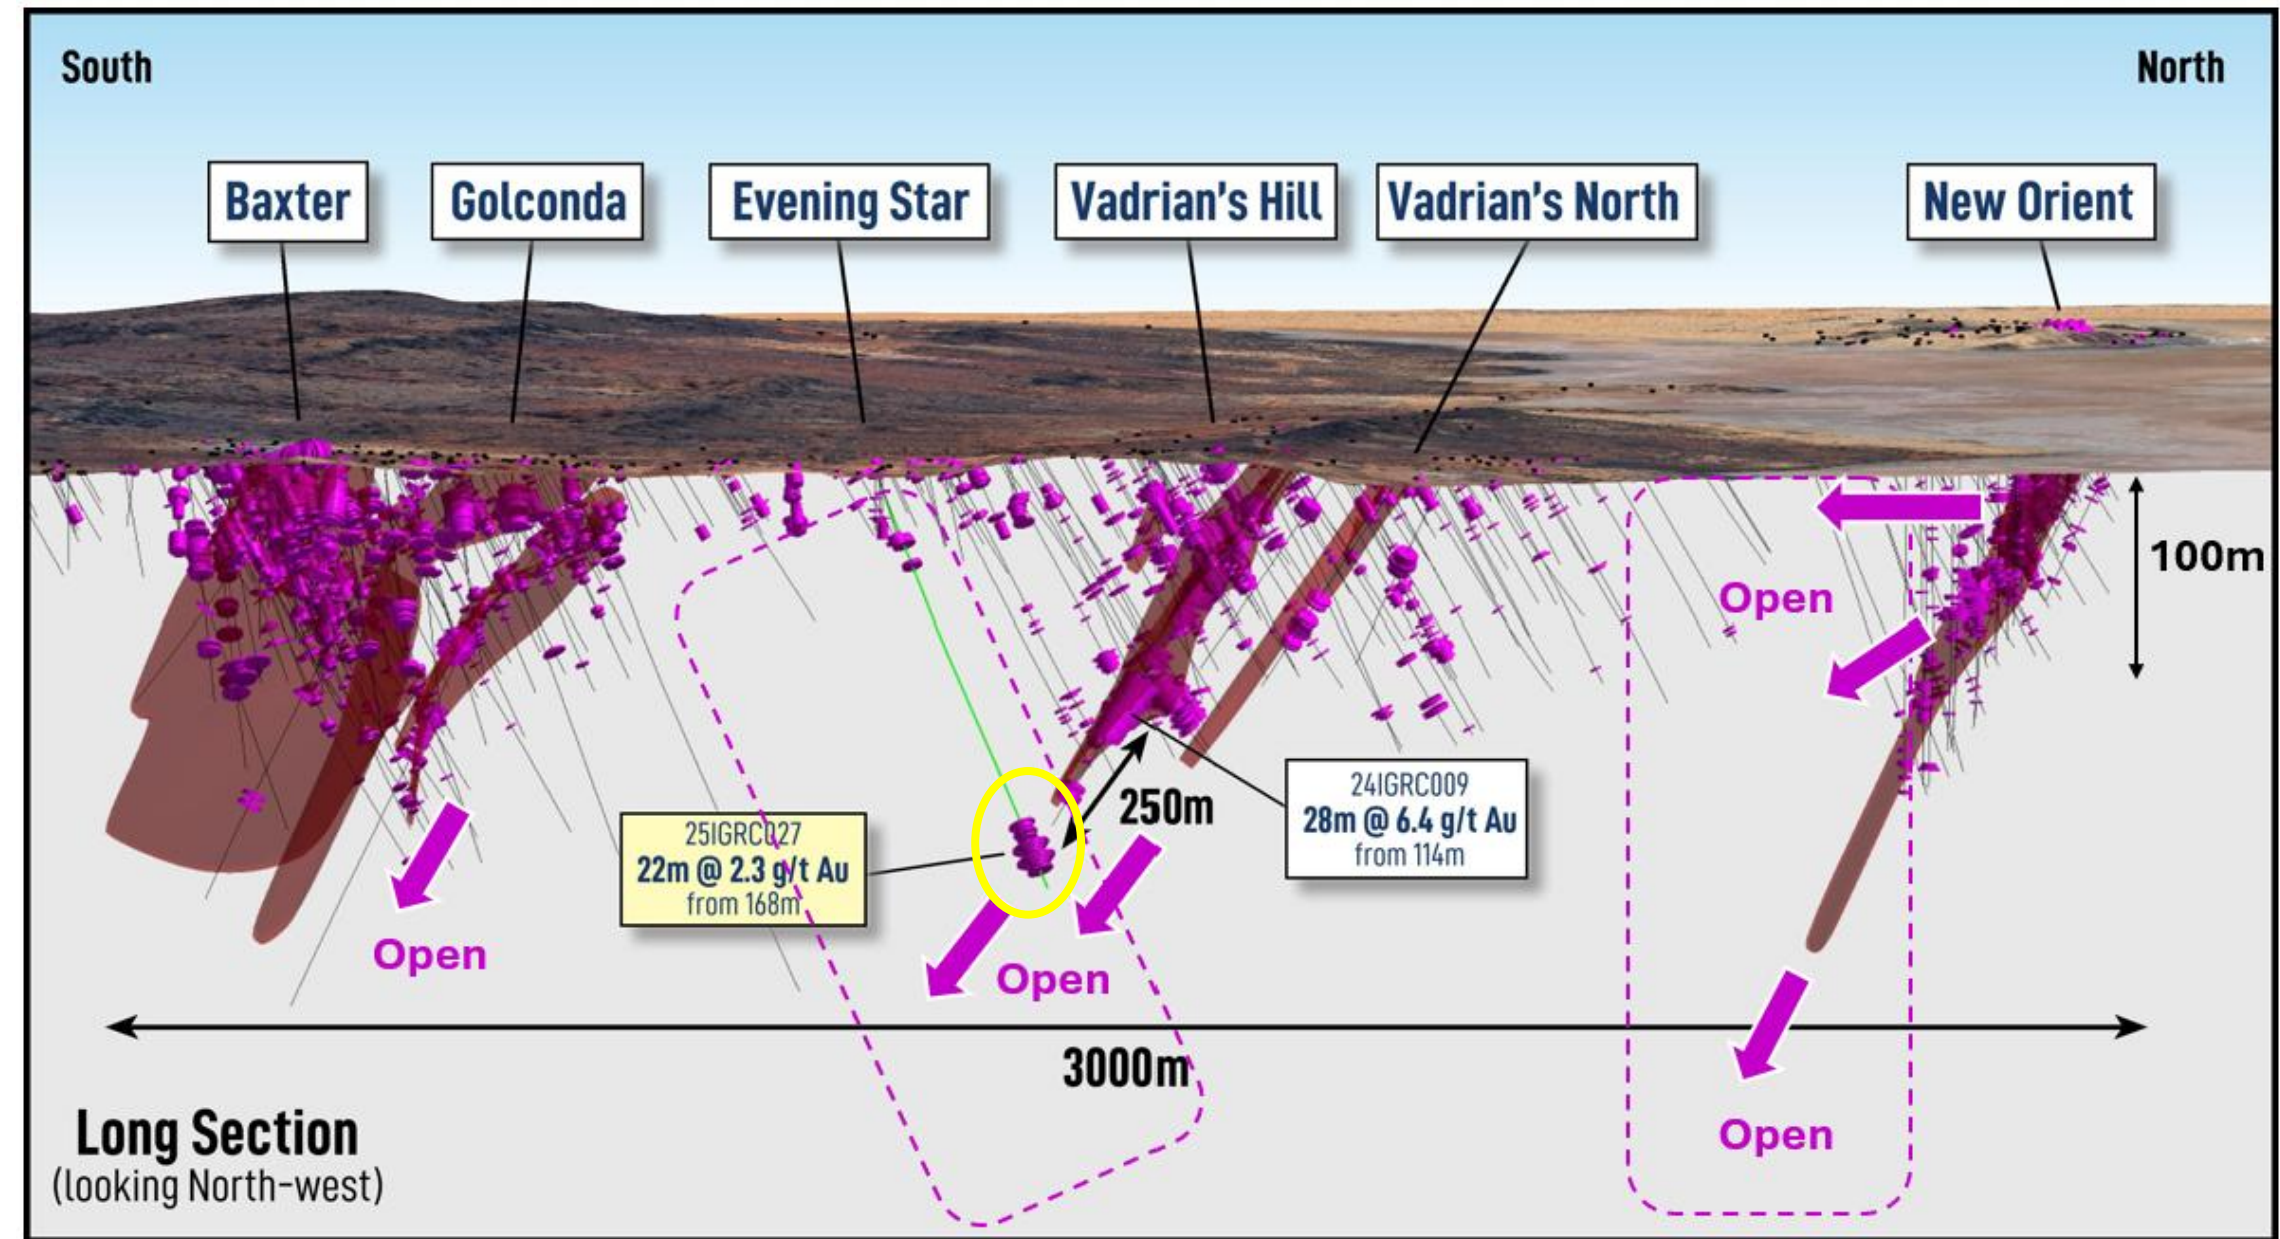 South
North
Baxter
Golconda
Evening Star
Vadrian's Hill
Vadrian's North
New Orient
100m
Open
25IGRC027
22m @ 2.3 g/t Au
from 168m
250m
24IGRC009
28m @ 6.4 g/t Au
from 114m
Open
Open
3000m
Open
Long Section
(looking North-west)